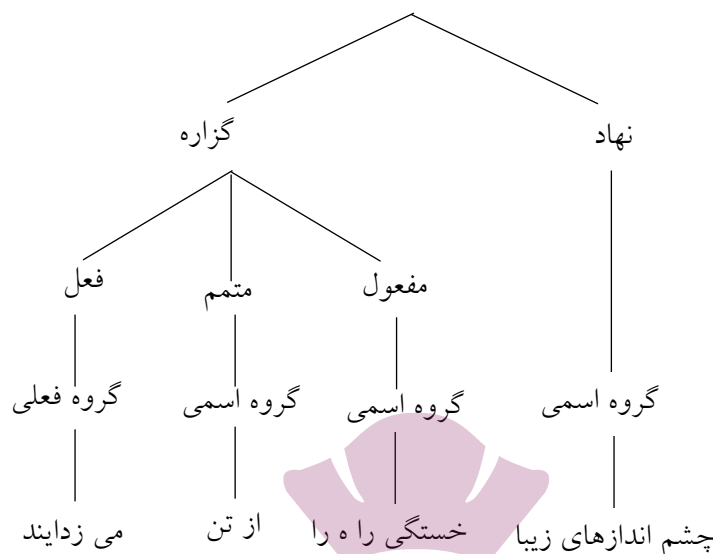 نهاد گزاره
مفعول متمم فعل
گروه اسمی گروه اسمی گروه اسمی گروه فعلی
چشم اندازهای زیبا خستگی را ه را از تن می زدایند